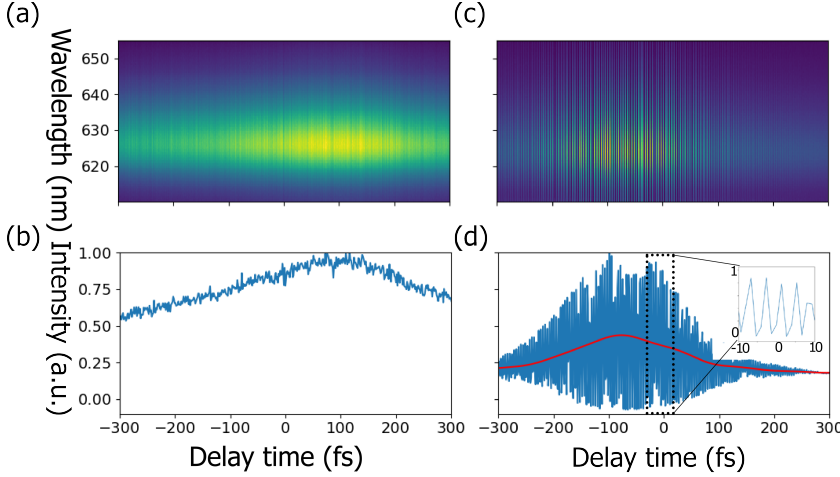 (a)
(c)
Wavelength (nm)
650
640
630
620
−300 −200 −100 0 100 200 300
(b)
(d)
Intensity (a.u.)
1.00
0.75
0.50
0.25
0.00
1
0
−10 0 10
−300 −200 −100 0 100 200 300
Delay time (fs)
Delay time (fs)